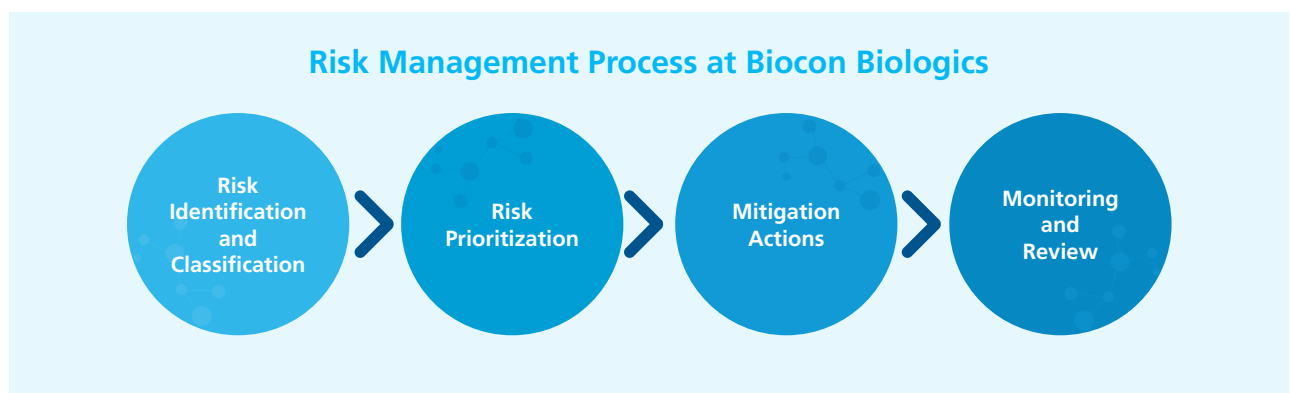 Risk Management Process at Biocon Biologics
Risk
Identification
and
Classification
Risk
Prioritization
Mitigation
Actions
Monitoring
and
Review